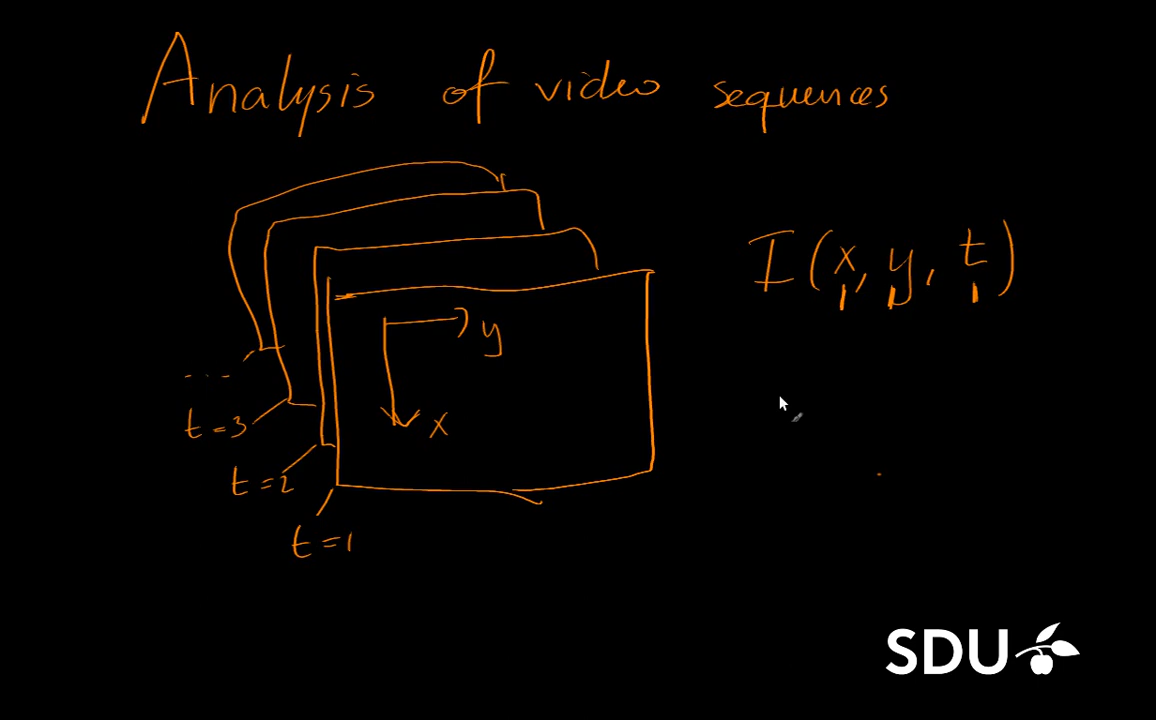 Analysis of video sequences
I(x, y, t)
y
x
...
t=3
t=2
t=1
SDU